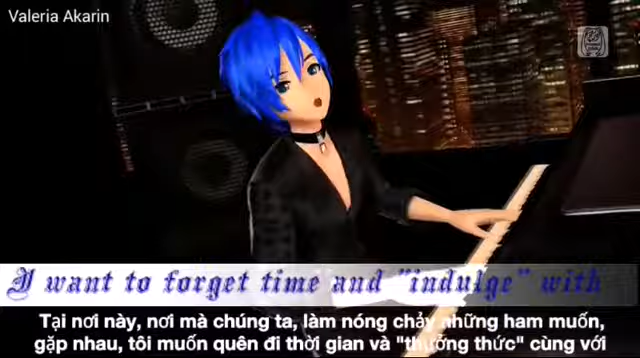 Valeria Akarin
I want to forget time and "indulge" with
Tại nơi này, nơi mà chúng ta, làm nóng chảy những ham muốn,
gặp nhau, tôi muốn quên đi thời gian và "thưởng thức" cùng với